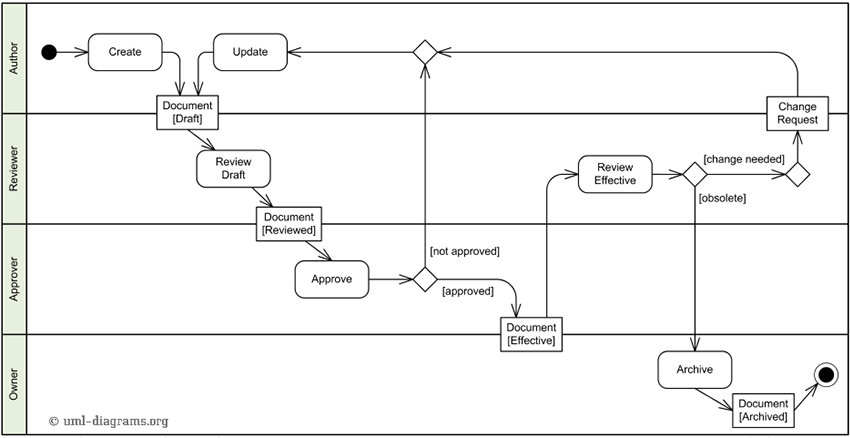 Author
Create
Update
Document
[Draft]
Change
Request
Reviewer
Review
Draft
Review
Effective
[change needed]
[obsolete]
Document
[Reviewed]
Approver
Approve
[not approved]
[approved]
Document
[Effective]
Owner
Archive
Document
[Archived]
© uml-diagrams.org